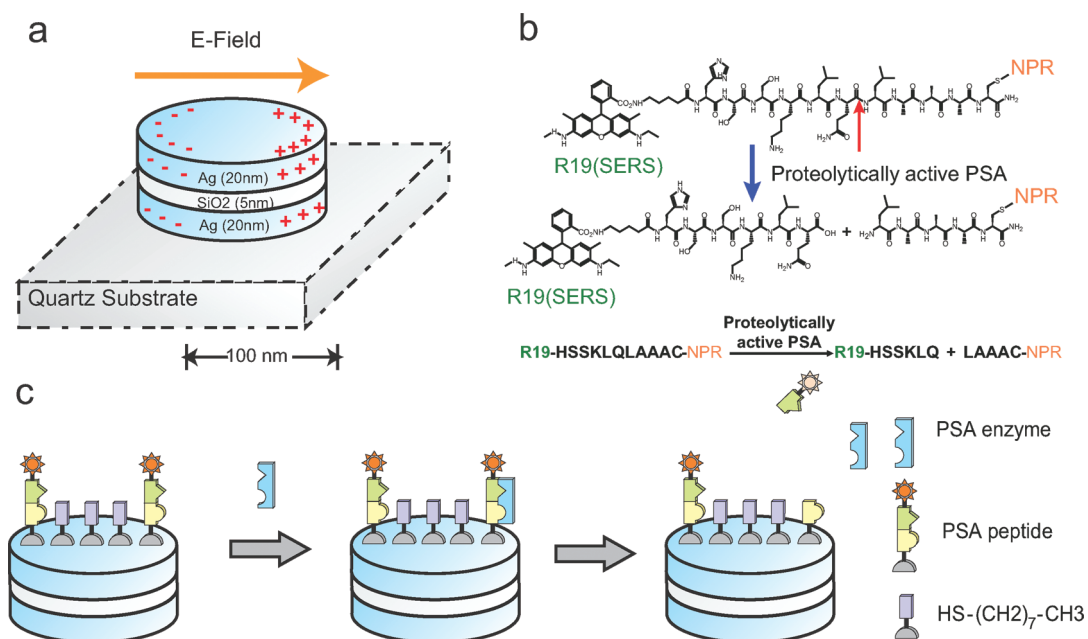 a
E-Field
- - - - + + + + +
- - - + + + +
Ag (20nm)
SiO2 (5nm)
- - - + + +
Ag (20nm)
Quartz Substrate
100 nm
b
NPR
R19(SERS)
Proteolytically active PSA
NPR
+
R19(SERS)
Proteolytically
active PSA
R19-HSSKLQLAAAC-NPR
R19-HSSKLQ + LAAAC-NPR
c
PSA enzyme
PSA peptide
HS-(CH2)7-CH3